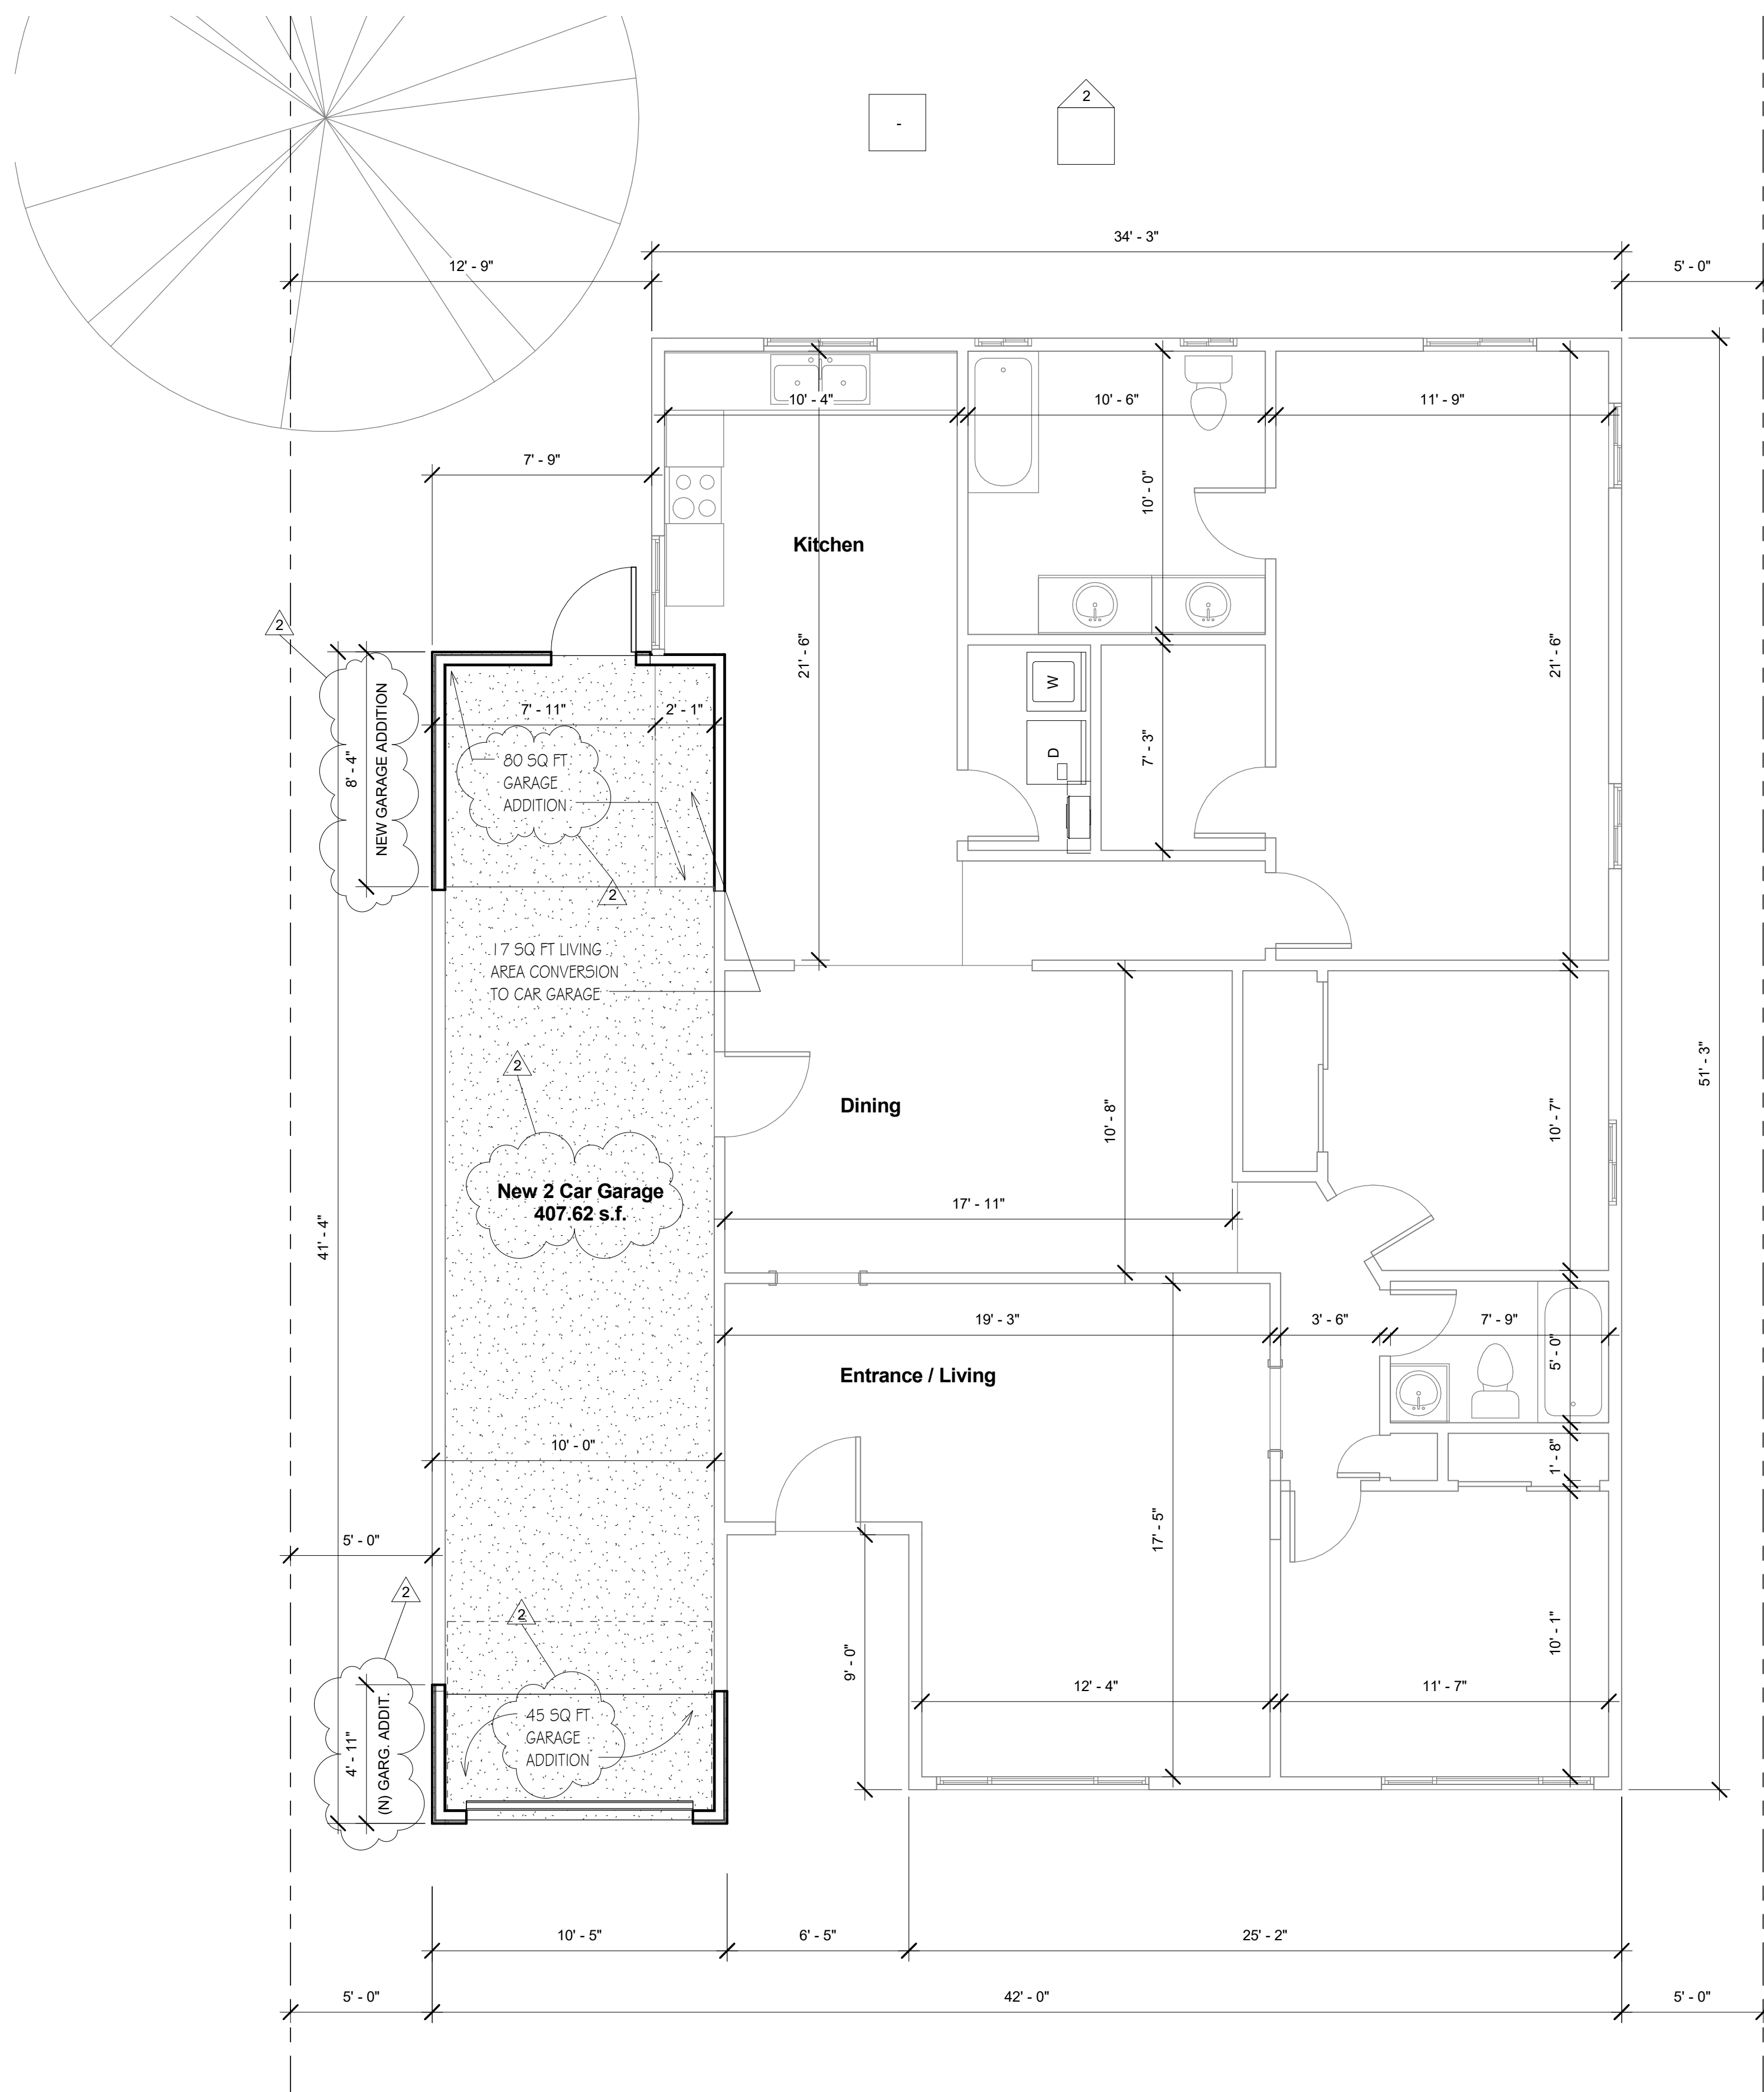 2
-
34' - 3"
12' - 9"
5' - 0"
10' - 4"
10' - 6"
11' - 9"
7' - 9"
10' - 0"
Kitchen
2
21' - 6"
21' - 6"
W
D
7' - 3"
8' - 4"
NEW GARAGE ADDITION
7' - 11"
2' - 1"
80 SQ FT
GARAGE
ADDITION
2
17 SQ FT LIVING
AREA CONVERSION
TO CAR GARAGE
2
Dining
10' - 8"
10' - 7"
51' - 3"
New 2 Car Garage
407.62 s.f.
17' - 11"
41' - 4"
19' - 3"
3' - 6"
7' - 9"
5' - 0"
Entrance / Living
10' - 0"
1' - 8"
5' - 0"
17' - 5"
2
2
9' - 0"
10' - 1"
4' - 11"
(N) GARG. ADDIT.
45 SQ FT
GARAGE
ADDITION
12' - 4"
11' - 7"
10' - 5"
6' - 5"
25' - 2"
5' - 0"
42' - 0"
5' - 0"